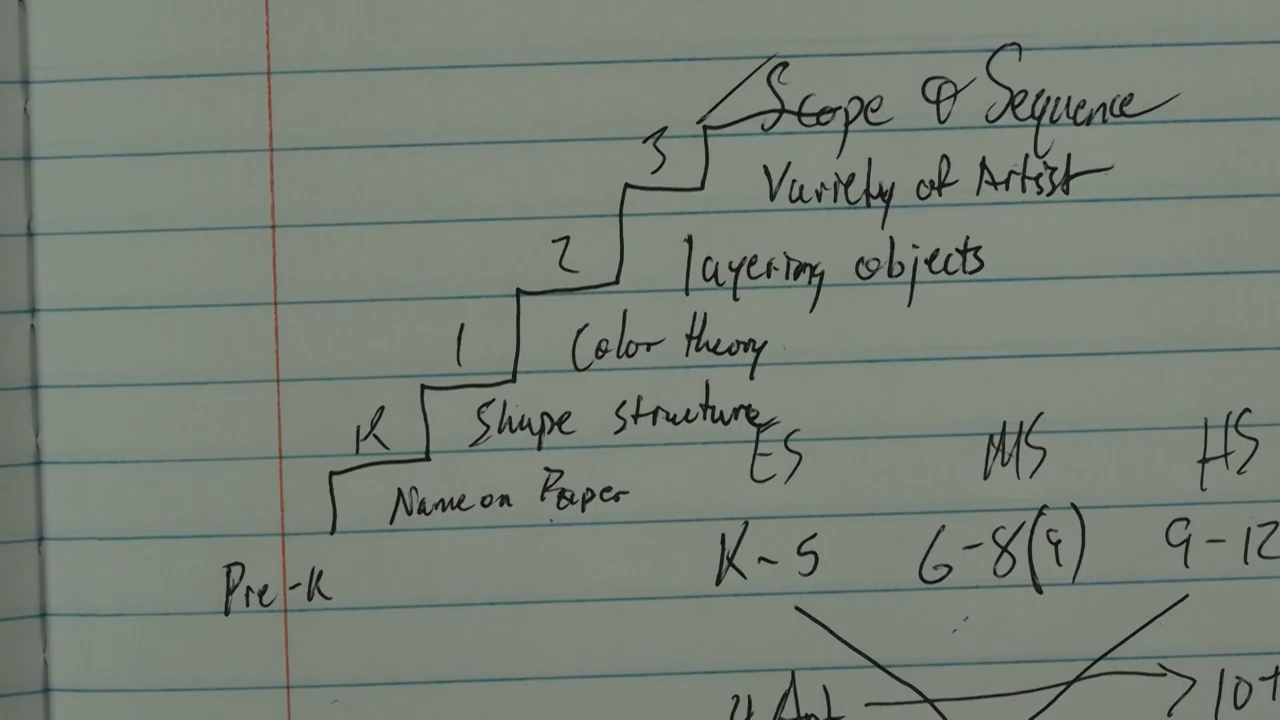 Scope & Sequence
3
Variety of Artist
2
layering objects
1
Color theory
K
Shape structure
ES MS HS
Name on Paper
K-5 6-8(9) 9-12
Pre-K
10+